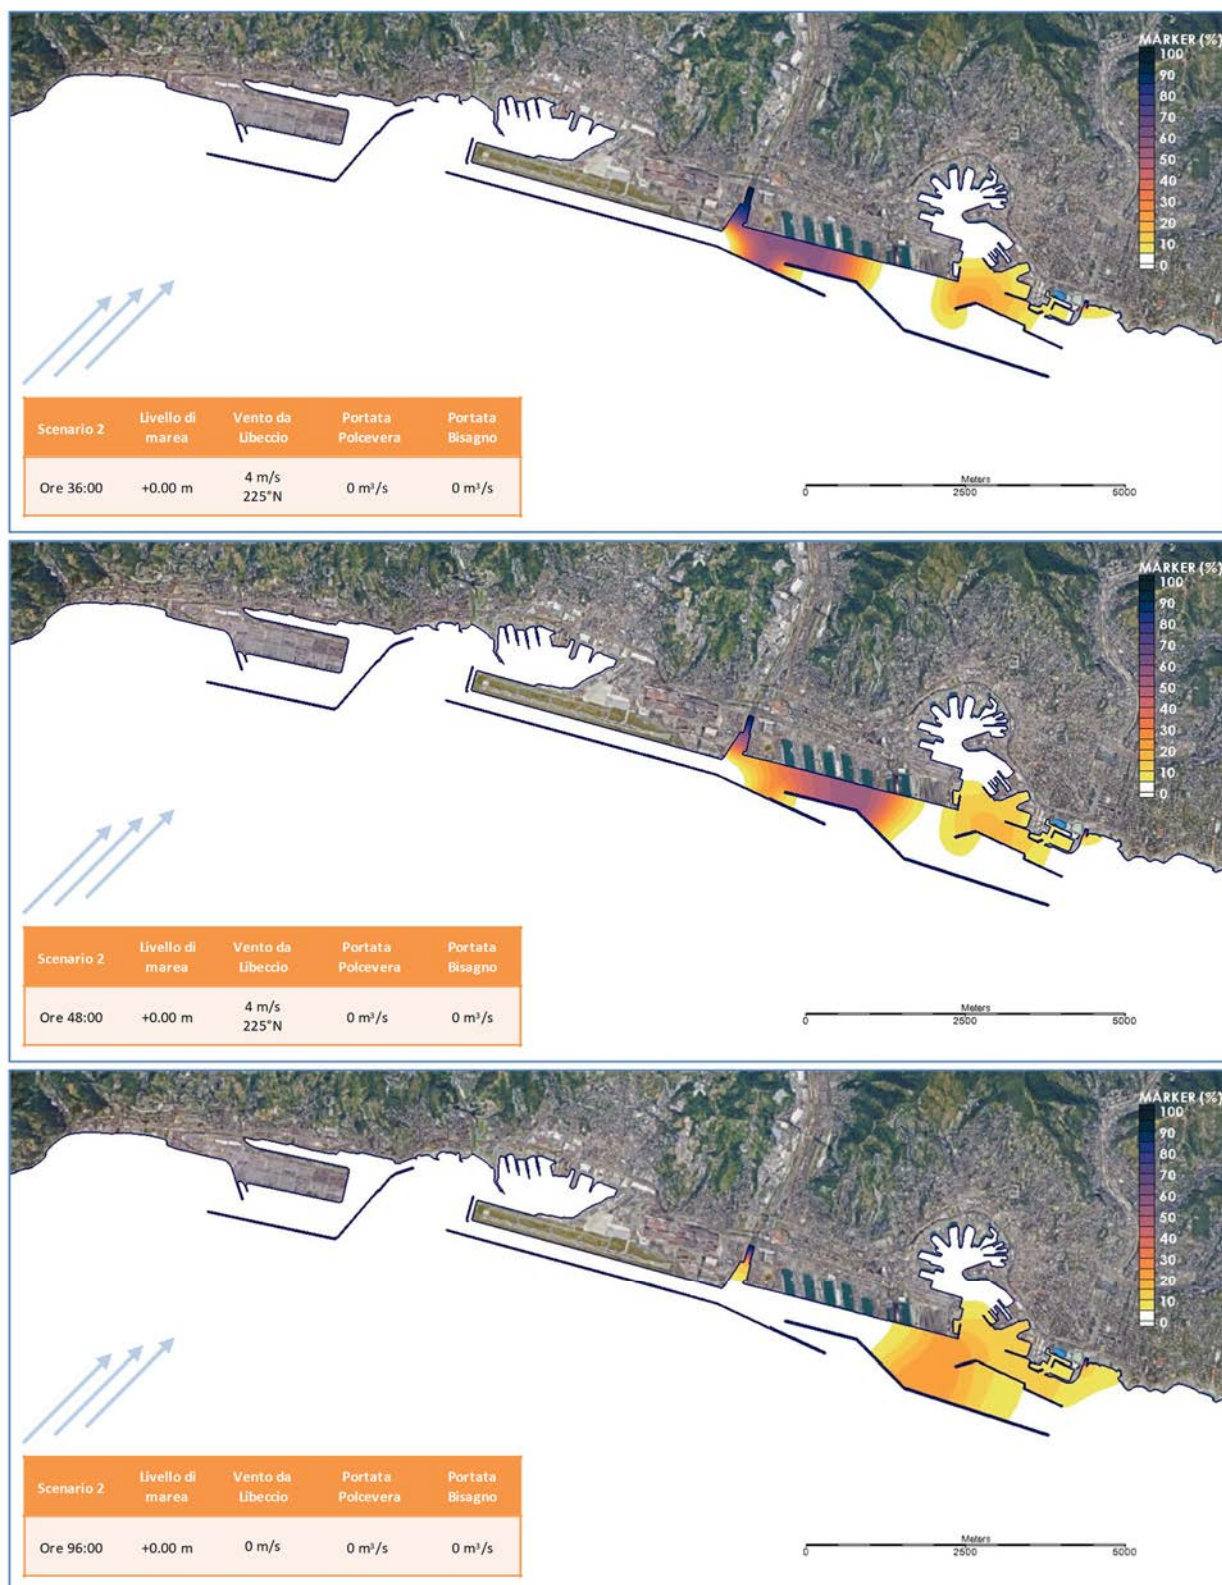 MARKER (%)
100
90
80
70
60
50
40
30
20
10
0
Scenario 2
Livello di
marea
Vento da
Libeccio
Portata
Polcevera
Portata
Bisagno
Ore 36:00
+0.00 m
4 m/s
225°N
0 m³/s
0 m³/s
Meters
0
2500
5000
MARKER (%)
100
90
80
70
60
50
40
30
20
10
0
Scenario 2
Livello di
marea
Vento da
Libeccio
Portata
Polcevera
Portata
Bisagno
Ore 48:00
+0.00 m
4 m/s
225°N
0 m³/s
0 m³/s
Meters
0
2500
5000
MARKER (%)
100
90
80
70
60
50
40
30
20
10
0
Scenario 2
Livello di
marea
Vento da
Libeccio
Portata
Polcevera
Portata
Bisagno
Ore 96:00
+0.00 m
0 m/s
0 m³/s
0 m³/s
Meters
0
2500
5000